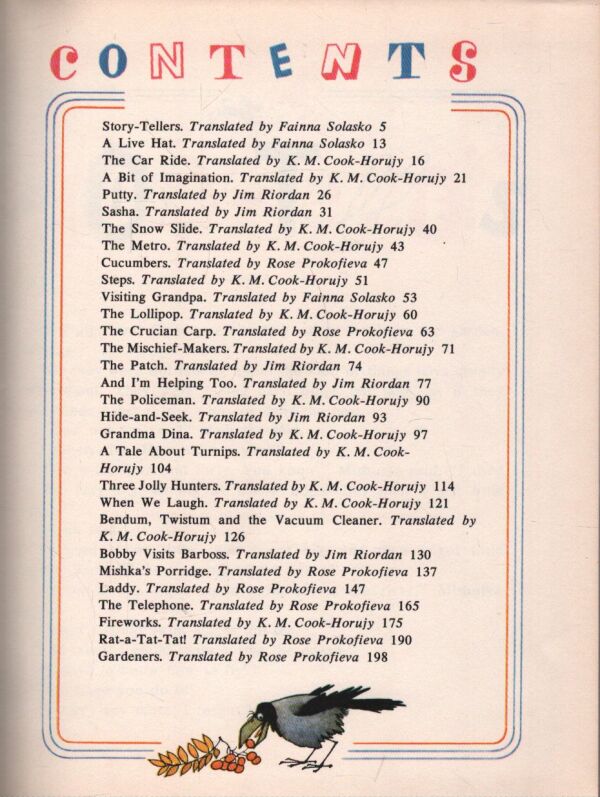 CONTENTS
Story-Tellers. Translated by Fainna Solasko 5
A Live Hat. Translated by Fainna Solasko 13
The Car Ride. Translated by K. M. Cook-Horujy 16
A Bit of Imagination. Translated by K. M. Cook-Horujy 21
Putty. Translated by Jim Riordan 26
Sasha. Translated by Jim Riordan 31
The Snow Slide. Translated by K. M. Cook-Horujy 40
The Metro. Translated by K. M. Cook-Horujy 43
Cucumbers. Translated by Rose Prokofieva 47
Steps. Translated by K. M. Cook-Horujy 51
Visiting Grandpa. Translated by Fainna Solasko 53
The Lollipop. Translated by K. M. Cook-Horujy 60
The Crucian Carp. Translated by Rose Prokofieva 63
The Mischief-Makers. Translated by K. M. Cook-Horujy 71
The Patch. Translated by Jim Riordan 74
And I'm Helping Too. Translated by Jim Riordan 77
The Policeman. Translated by K. M. Cook-Horujy 90
Hide-and-Seek. Translated by Jim Riordan 93
Grandma Dina. Translated by K. M. Cook-Horujy 97
A Tale About Turnips. Translated by K. M. Cook-
Horujy 104
Three Jolly Hunters. Translated by K. M. Cook-Horujy 114
When We Laugh. Translated by K. M. Cook-Horujy 121
Bendum, Twistum and the Vacuum Cleaner. Translated by
K. M. Cook-Horujy 126
Bobby Visits Barboss. Translated by Jim Riordan 130
Mishka's Porridge. Translated by Rose Prokofieva 137
Laddy. Translated by Rose Prokofieva 147
The Telephone. Translated by Rose Prokofieva 165
Fireworks. Translated by K. M. Cook-Horujy 175
Rat-a-Tat-Tat! Translated by Rose Prokofieva 190
Gardeners. Translated by Rose Prokofieva 198